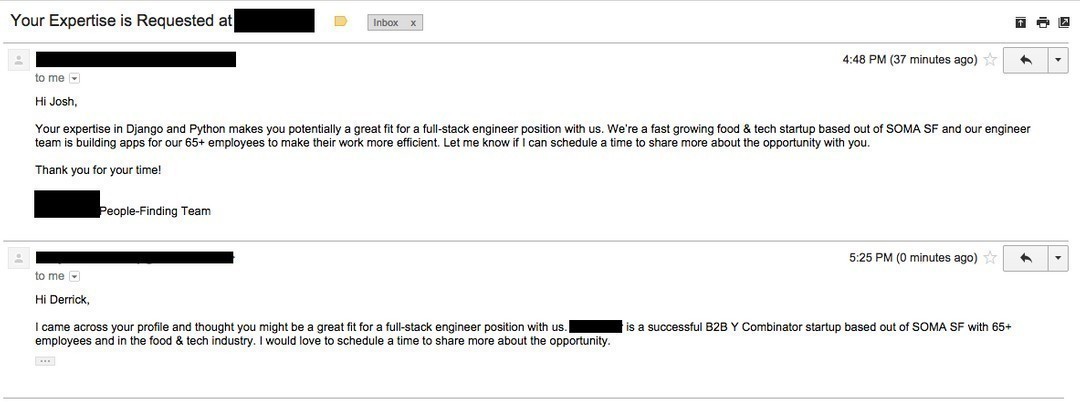 Your Expertise is Requested at
Inbox x
4:48 PM (37 minutes ago)
to me
Hi Josh,
Your expertise in Django and Python makes you potentially a great fit for a full-stack engineer position with us. We're a fast growing food & tech startup based out of SOMA SF and our engineer
team is building apps for our 65+ employees to make their work more efficient. Let me know if I can schedule a time to share more about the opportunity with you.
Thank you for your time!
People-Finding Team
5:25 PM (0 minutes ago)
to me
Hi Derrick,
I came across your profile and thought you might be a great fit for a full-stack engineer position with us. is a successful B2B Y Combinator startup based out of SOMA SF with 65+
employees and in the food & tech industry. I would love to schedule a time to share more about the opportunity.